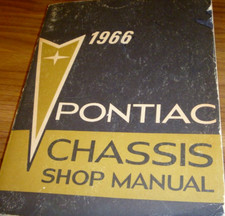 1966
PONTIAC
CHASSIS
SHOP MANUAL